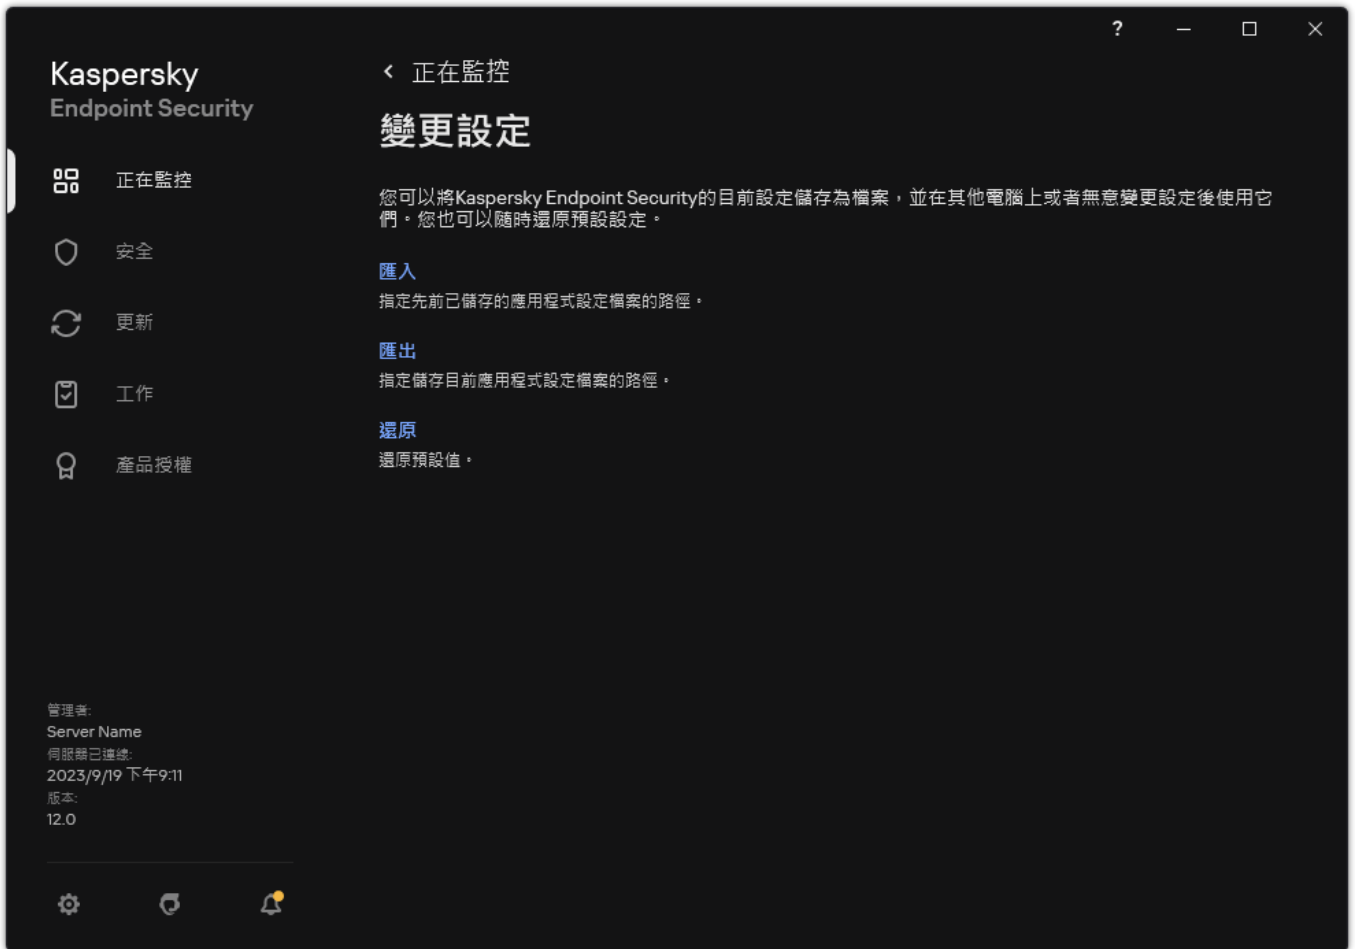 ?
Kaspersky
Endpoint Security
正在監控
安全
更新
工作
產品授權
管理者:
Server Name
伺服器已連線:
2023/9/19 下午9:11
版本:
12.0
正在監控
變更設定
您可以將Kaspersky Endpoint Security的目前設定儲存為檔案，並在其他電腦上或者無意變更設定後使用它
們。您也可以隨時還原預設設定。
匯入
指定先前已儲存的應用程式設定檔案的路徑。
匯出
指定儲存目前應用程式設定檔案的路徑。
還原
還原預設值。